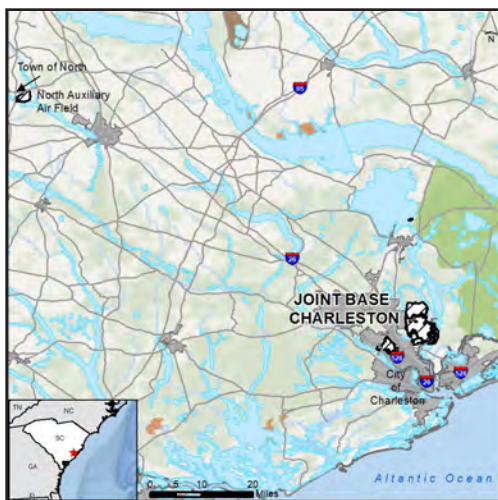 N
Town of North
North Auxiliary
Air Field
95
26
JOINT BASE
CHARLESTON
526
City
of
Charleston
26
526
Atlantic Ocean
TN
NC
SC
GA
0
10
20
Miles